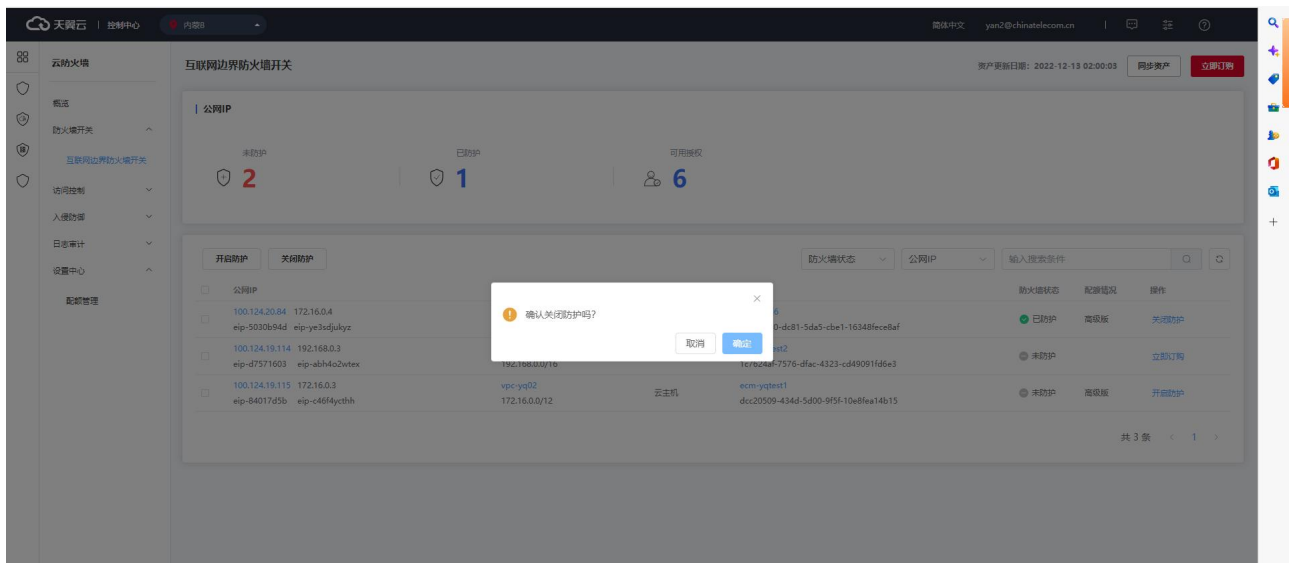 天翼云 | 控制中心 内蒙6 简体中文 yan2@chinatelecom.cn
云防火墙
概览
防火墙开关
互联网边界防火墙开关
访问控制
入侵防御
日志审计
设置中心
配额管理
互联网边界防火墙开关 资产更新日期：2022-12-13 02:00:03 同步资产 立即订购
公网IP
未防护 已防护 可用授权
2 1 6
开启防护 关闭防护 防火墙状态 公网IP 输入搜索条件
公网IP 防火墙状态 配额情况 操作
100.124.20.84 172.16.0.4 已防护 高级版 关闭防护
eip-5030b94d eip-ye3sdjukyz 0-dc81-5da5-cbe1-16348fece8af
确认关闭防护吗?
取消 确定
100.124.19.114 192.168.0.3 未防护 立即订购
eip-d7571603 eip-abh4o2wtex 192.168.0.0/16 1c7624af-7576-dfac-4323-cd49091fd6e3
100.124.19.115 172.16.0.3 vpc-yq02 云主机 ecm-yqtest1 未防护 高级版 开启防护
eip-84017d5b eip-c46f4ycthh 172.16.0.0/12 dcc20509-434d-5d00-9f5f-10e8fea14b15
共 3 条 1